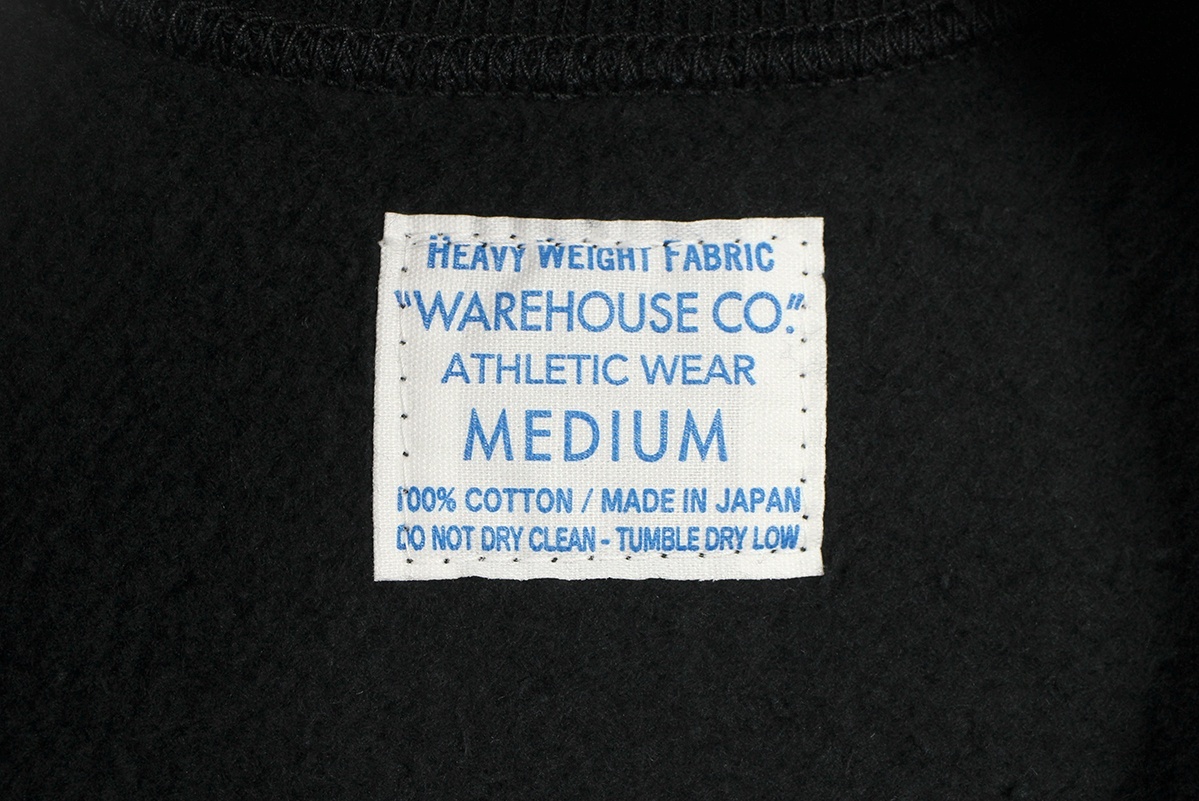 HEAVY WEIGHT FABRIC
"WAREHOUSE CO."
ATHLETIC WEAR
MEDIUM
100% COTTON / MADE IN JAPAN
DO NOT DRY CLEAN - TUMBLE DRY LOW